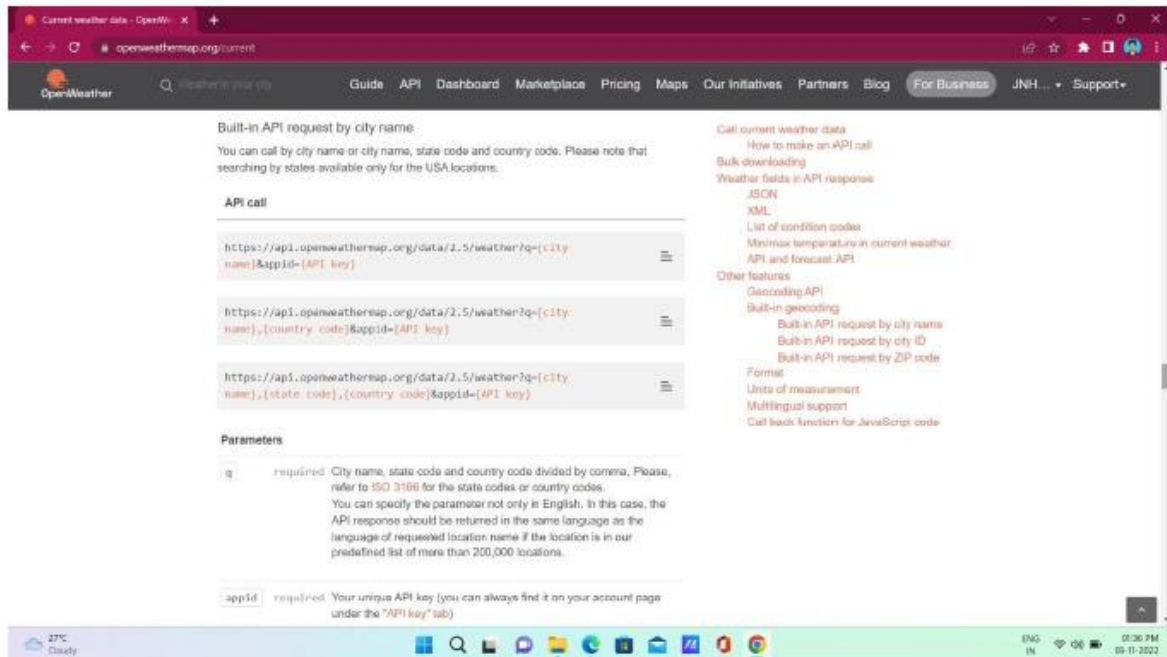 Current weather data - OpenWe
openweathermap.org/current
OpenWeather
Weather in your city
Guide API Dashboard Marketplace Pricing Maps Our Initiatives Partners Blog For Business JNH... Support
Built-in API request by city name
You can call by city name or city name, state code and country code. Please note that
searching by states available only for the USA locations.
API call
https://api.openweathermap.org/data/2.5/weather?q={city
name}&appid={API key}
https://api.openweathermap.org/data/2.5/weather?q={city
name},{country code}&appid={API key}
https://api.openweathermap.org/data/2.5/weather?q={city
name},{state code},{country code}&appid={API key}
Parameters
q required City name, state code and country code divided by comma, Please,
refer to ISO 3166 for the state codes or country codes.
You can specify the parameter not only in English. In this case, the
API response should be returned in the same language as the
language of requested location name if the location is in our
predefined list of more than 200,000 locations.
appid required Your unique API key (you can always find it on your account page
under the "API key" tab)
Call current weather data
How to make an API call
Bulk downloading
Weather fields in API response
JSON
XML
List of condition codes
Min/max temperature in current weather
API and forecast API
Other features
Geocoding API
Built-in geocoding
Built-in API request by city name
Built-in API request by city ID
Built-in API request by ZIP code
Format
Units of measurement
Multilingual support
Call back function for JavaScript code
27°C
Cloudy
ENG
IN
01:36 PM
09-11-2022